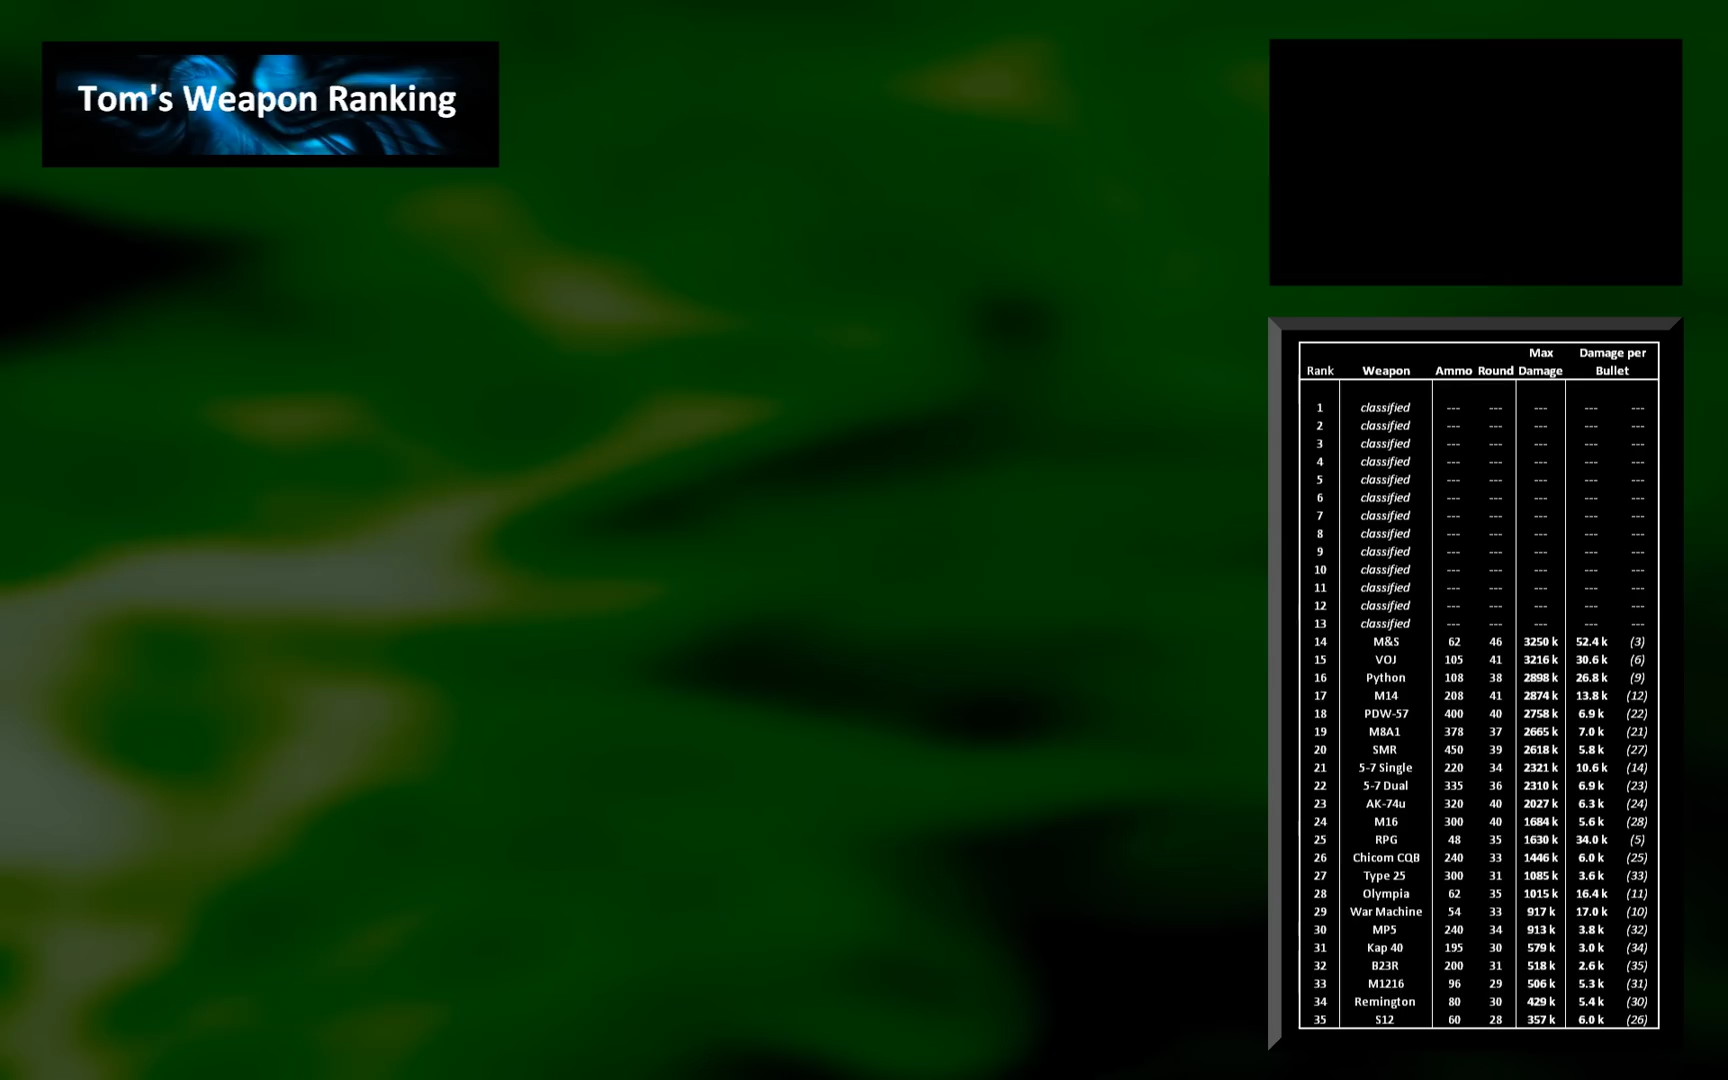 Tom's Weapon Ranking
Max Damage per
Rank Weapon Ammo Round Damage Bullet
1 classified --- --- --- --- ---
2 classified --- --- --- --- ---
3 classified --- --- --- --- ---
4 classified --- --- --- --- ---
5 classified --- --- --- --- ---
6 classified --- --- --- --- ---
7 classified --- --- --- --- ---
8 classified --- --- --- --- ---
9 classified --- --- --- --- ---
10 classified --- --- --- --- ---
11 classified --- --- --- --- ---
12 classified --- --- --- --- ---
13 classified --- --- --- --- ---
14 M&S 62 46 3250 k 52.4 k (3)
15 VOJ 105 41 3216 k 30.6 k (6)
16 Python 108 38 2898 k 26.8 k (9)
17 M14 208 41 2874 k 13.8 k (12)
18 PDW-57 400 40 2758 k 6.9 k (22)
19 M8A1 378 37 2665 k 7.0 k (21)
20 SMR 450 39 2618 k 5.8 k (27)
21 5-7 Single 220 34 2321 k 10.6 k (14)
22 5-7 Dual 335 36 2310 k 6.9 k (23)
23 AK-74u 320 40 2027 k 6.3 k (24)
24 M16 300 40 1684 k 5.6 k (28)
25 RPG 48 35 1630 k 34.0 k (5)
26 Chicom CQB 240 33 1446 k 6.0 k (25)
27 Type 25 300 31 1085 k 3.6 k (33)
28 Olympia 62 35 1015 k 16.4 k (11)
29 War Machine 54 33 917 k 17.0 k (10)
30 MP5 240 34 913 k 3.8 k (32)
31 Kap 40 195 30 579 k 3.0 k (34)
32 B23R 200 31 518 k 2.6 k (35)
33 M1216 96 29 506 k 5.3 k (31)
34 Remington 80 30 429 k 5.4 k (30)
35 S12 60 28 357 k 6.0 k (26)